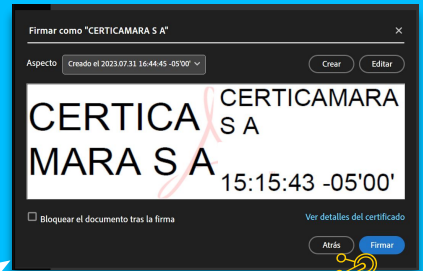 Firmar como "CERTICAMARA S A"
Aspecto Creado el 2023.07.31 16:44:45 -05'00' Crear Editar
CERTICA
MARA S A
CERTICAMARA
S A
15:15:43 -05'00'
Bloquear el documento tras la firma
Ver detalles del certificado
Atrás Firmar